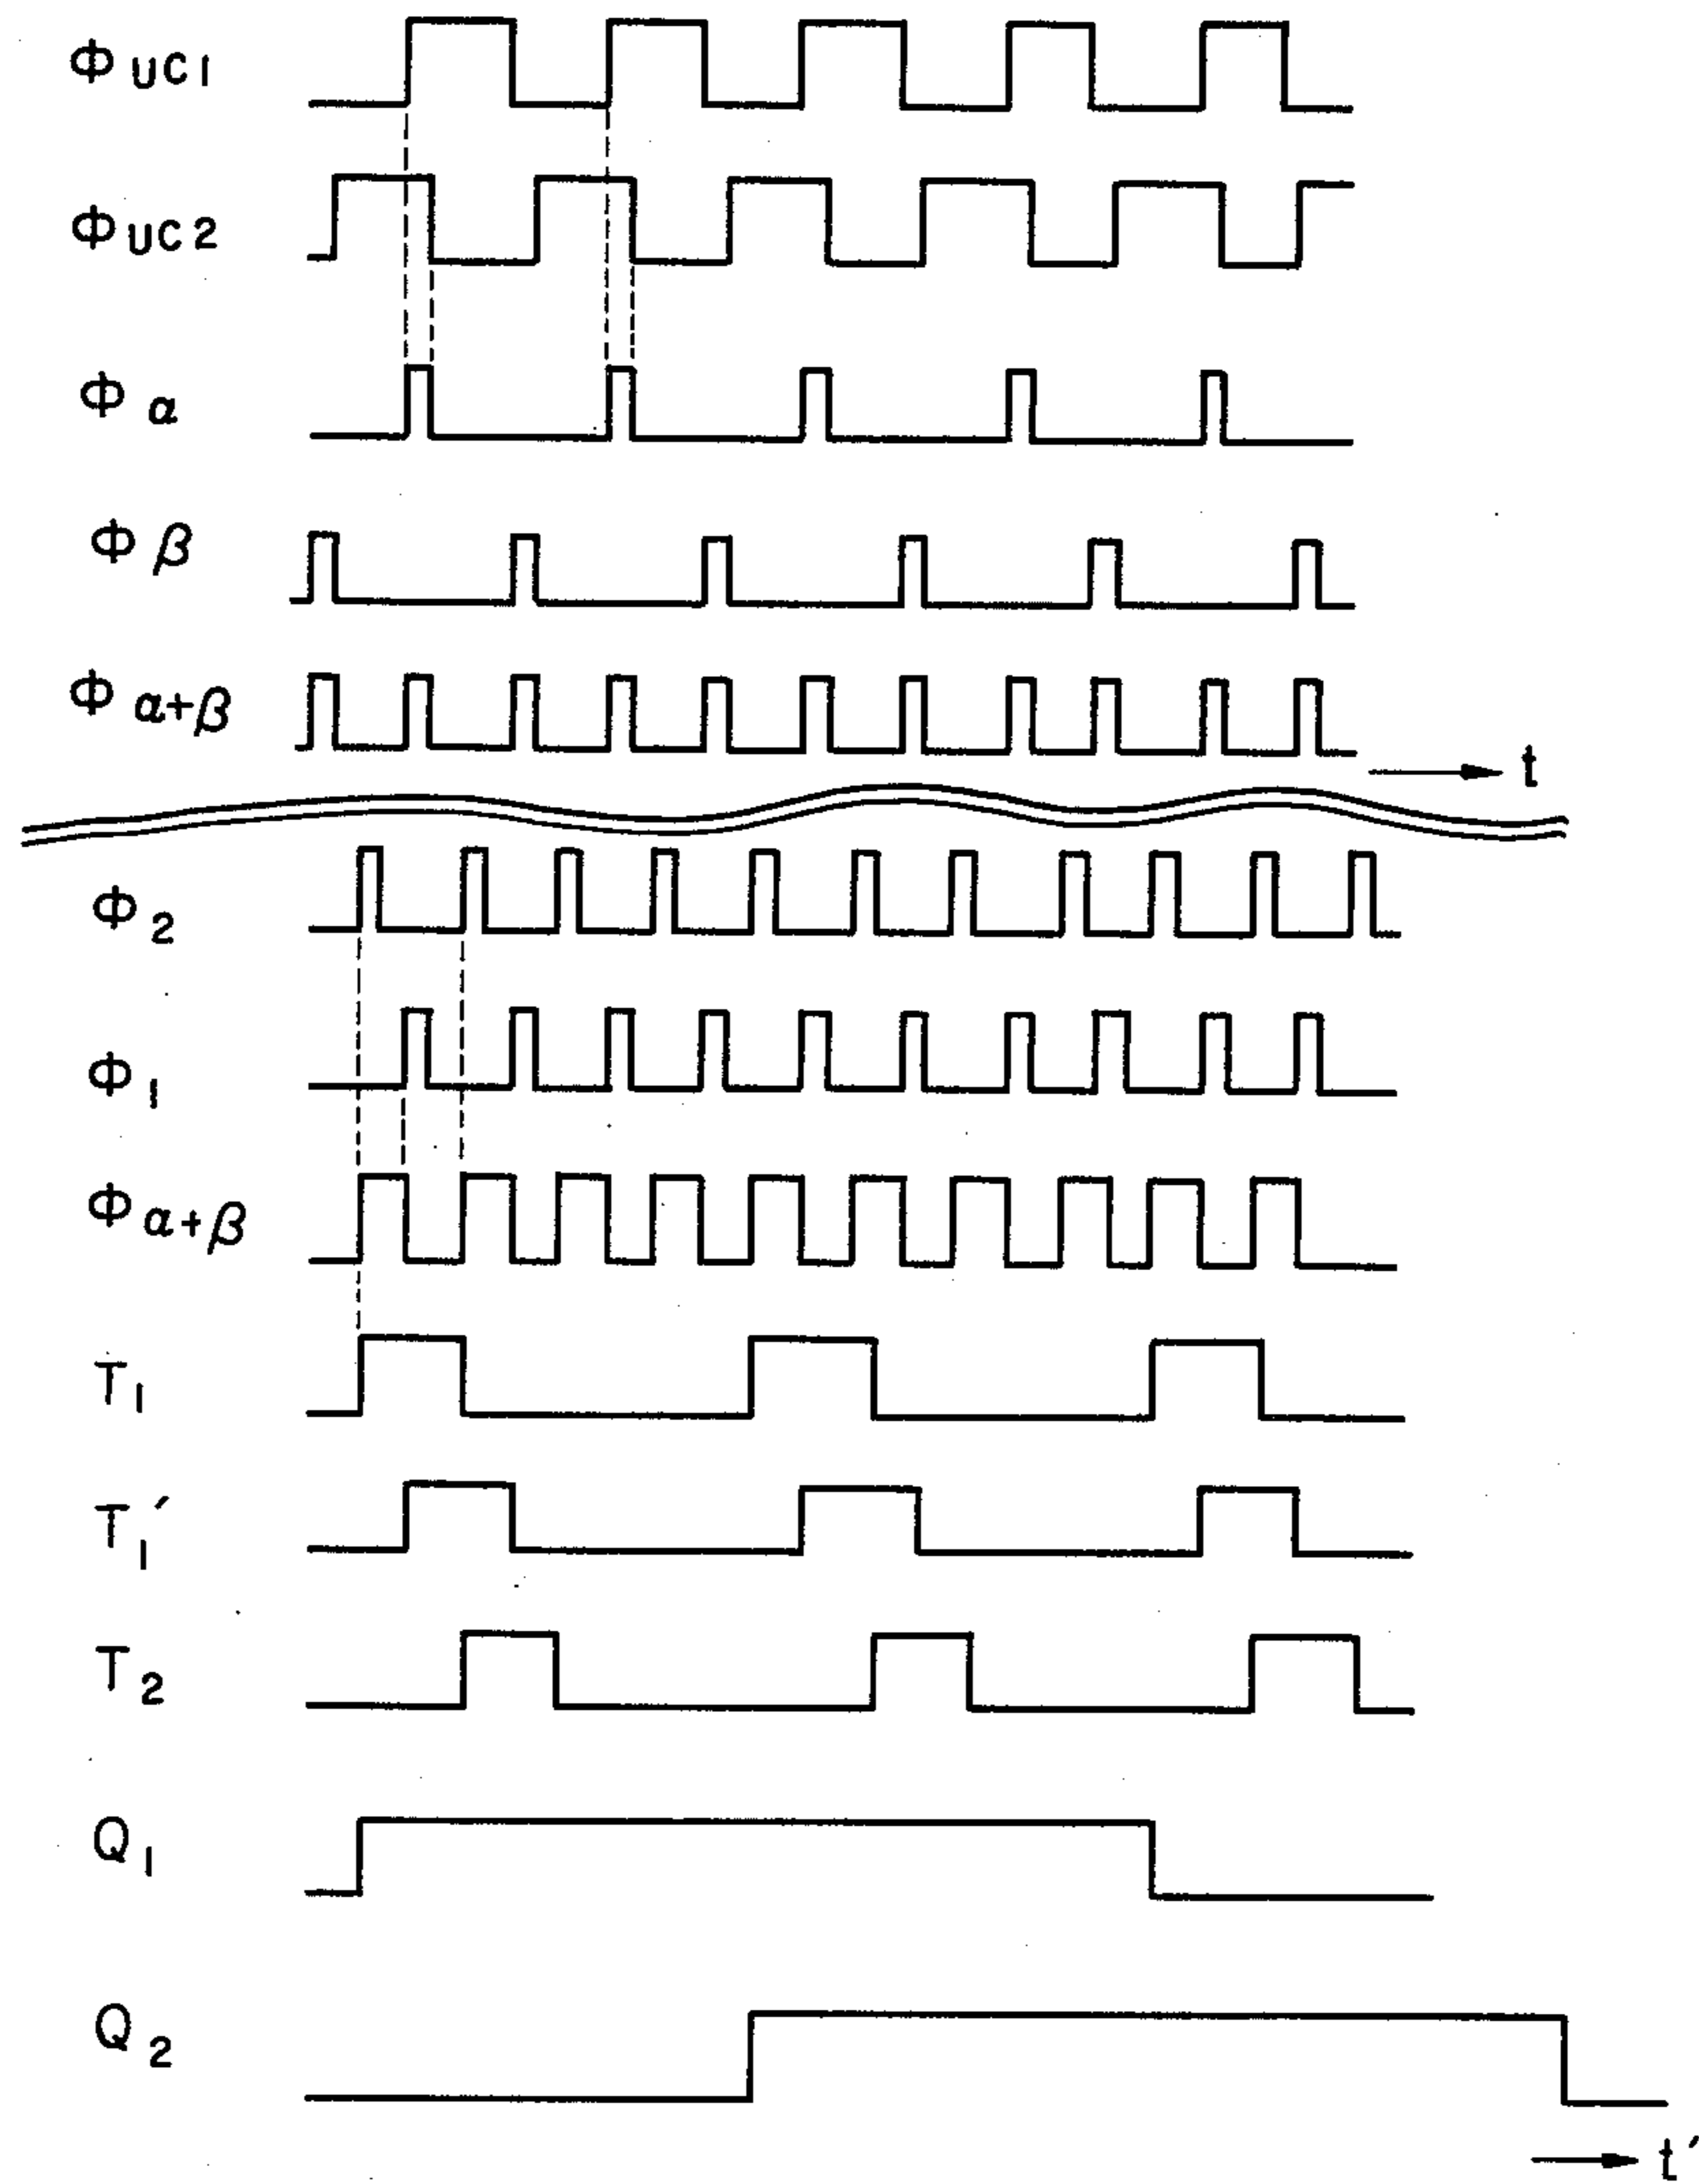 Φ UC1
Φ UC2
Φ α
Φ β
Φ α+β
t
Φ 2
Φ 1
Φ α+β
T1
T1′
T2
Q1
Q2
t′